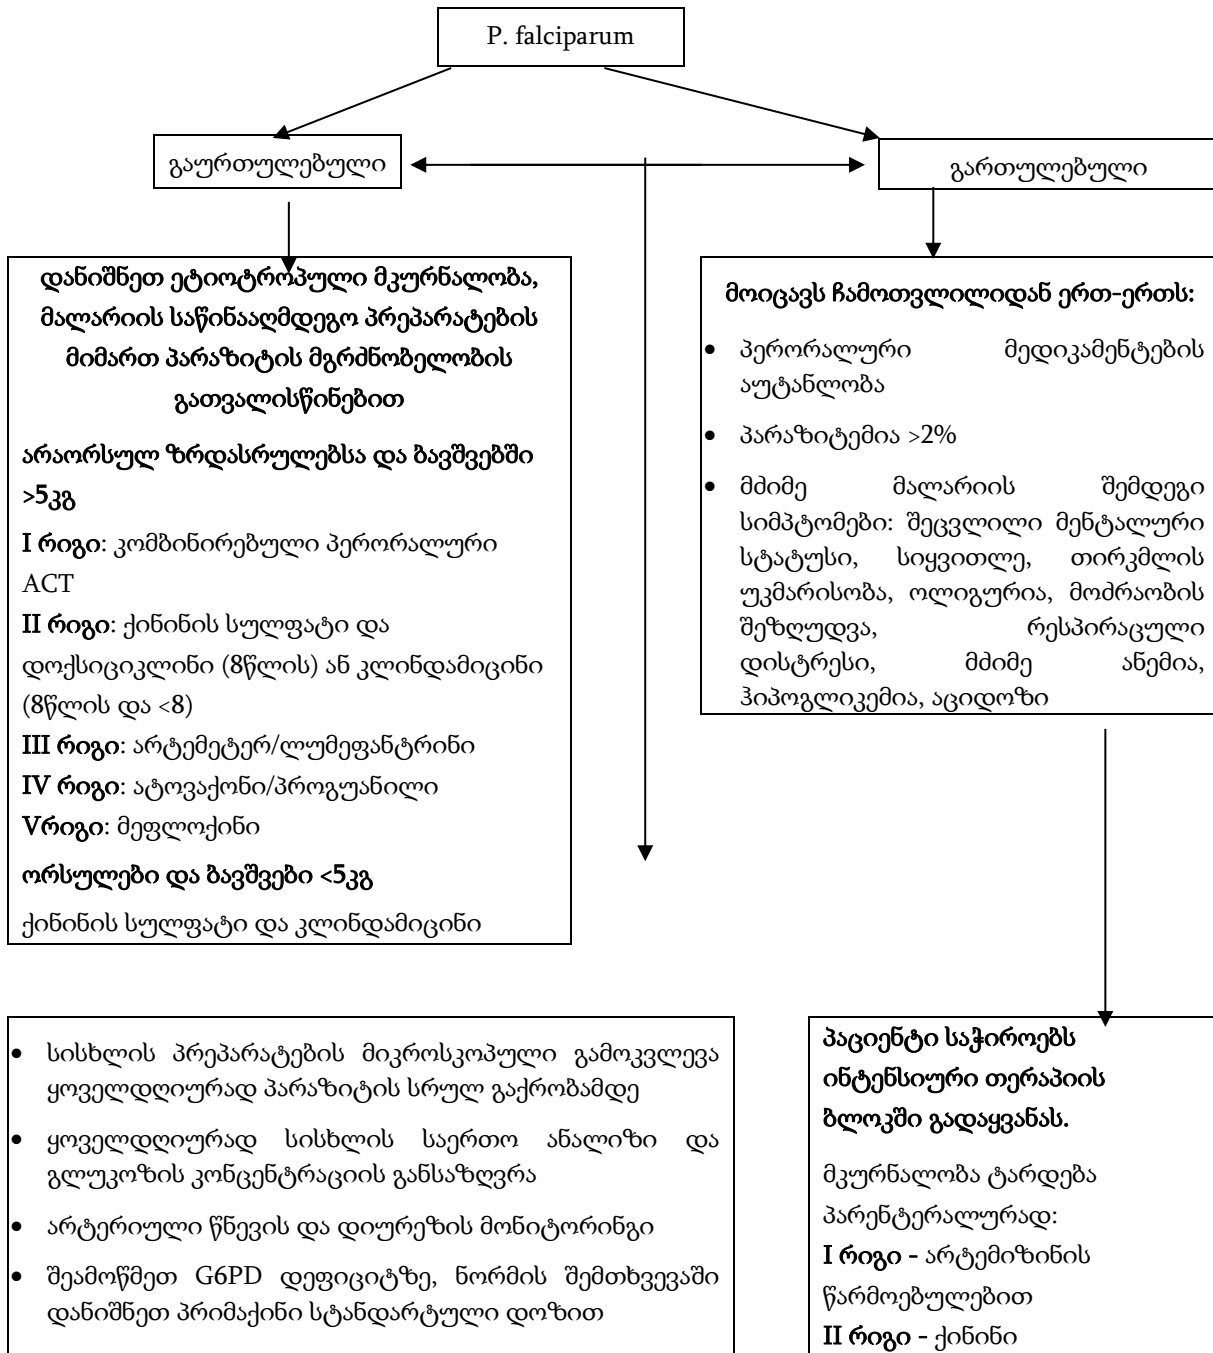 P. falciparum
გაურთულებული
გართულებული
დანიშნეთ ეტიოტროპული მკურნალობა,
მალარიის საწინააღმდეგო პრეპარატების
მიმართ პარაზიტის მგრძნობელობის
გათვალისწინებით
არაორსულ ზრდასრულებსა და ბავშვებში
>5კგ
I რიგი: კომბინირებული პერორალური
ACT
II რიგი: ქინინის სულფატი და
დოქსიციკლინი (8წლის) ან კლინდამიცინი
(8წლის და <8)
III რიგი: არტემეტერ/ლუმეფანტრინი
IV რიგი: ატოვაქონი/პროგუანილი
Vრიგი: მეფლოქინი
ორსულები და ბავშვები <5კგ
ქინინის სულფატი და კლინდამიცინი
მოიცავს ჩამოთვლილიდან ერთ-ერთს:
• პერორალური მედიკამენტების
აუტანლობა
• პარაზიტემია >2%
• მძიმე მალარიის შემდეგი
სიმპტომები: შეცვლილი მენტალური
სტატუსი, სიყვითლე, თირკმლის
უკმარისობა, ოლიგურია, მოძრაობის
შეზღუდვა, რესპირაცული
დისტრესი, მძიმე ანემია,
ჰიპოგლიკემია, აციდოზი
• სისხლის პრეპარატების მიკროსკოპული გამოკვლევა
ყოველდღიურად პარაზიტის სრულ გაქრობამდე
• ყოველდღიურად სისხლის საერთო ანალიზი და
გლუკოზის კონცენტრაციის განსაზღვრა
• არტერიული წნევის და დიურეზის მონიტორინგი
• შეამოწმეთ G6PD დეფიციტზე, ნორმის შემთხვევაში
დანიშნეთ პრიმაქინი სტანდარტული დოზით
პაციენტი საჭიროებს
ინტენსიური თერაპიის
ბლოკში გადაყვანას.
მკურნალობა ტარდება
პარენტერალურად:
I რიგი - არტემიზინის
წარმოებულებით
II რიგი - ქინინი